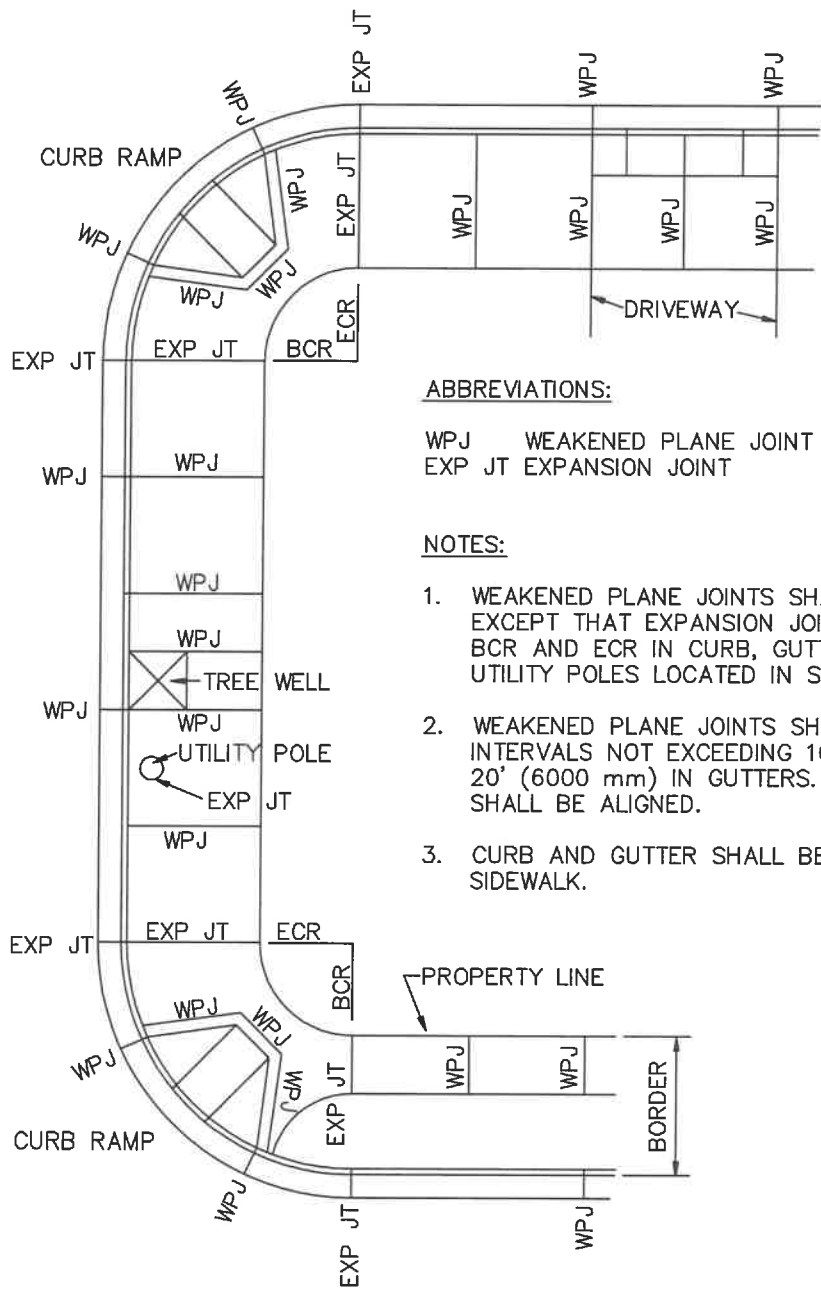 EXP JT
WPJ
WPJ
WPJ
CURB RAMP
WPJ
EXP JT
WPJ
WPJ
WPJ
WPJ
WPJ
WPJ
DRIVEWAY
ECR
EXP JT
EXP JT
BCR
ABBREVIATIONS:
WPJ WEAKENED PLANE JOINT
EXP JT EXPANSION JOINT
WPJ
WPJ
NOTES:
WPJ
1. WEAKENED PLANE JOINTS
EXCEPT THAT EXPANSION
BCR AND ECR IN CURB,
UTILITY POLES LOCATED IN
WPJ
TREE WELL
WPJ
WPJ
2. WEAKENED PLANE JOINTS
INTERVALS NOT EXCEEDING
20' (6000 mm) IN GUTTERS.
SHALL BE ALIGNED.
UTILITY POLE
EXP JT
WPJ
3. CURB AND GUTTER SHALL BE
SIDEWALK.
EXP JT
EXP JT
ECR
BCR
PROPERTY LINE
WPJ
WPJ
WPJ
WPJ
EXP JT
WPJ
WPJ
BORDER
CURB RAMP
WPJ
EXP JT
WPJ